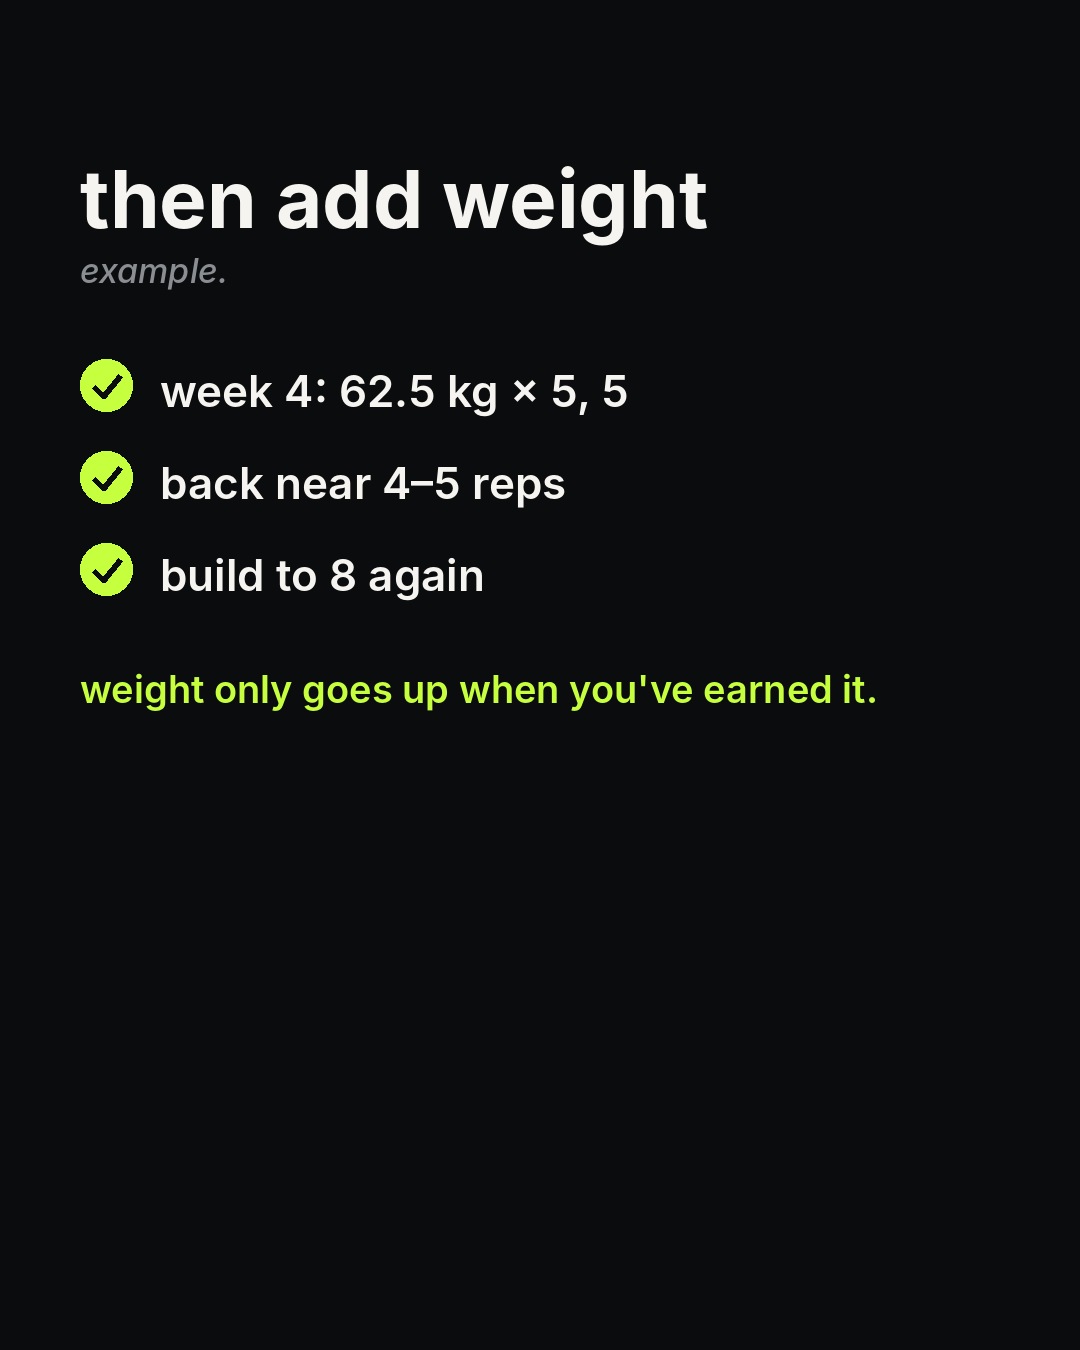 then add weight
example.
week 4: 62.5 kg × 5, 5
back near 4–5 reps
build to 8 again
weight only goes up when you've earned it.